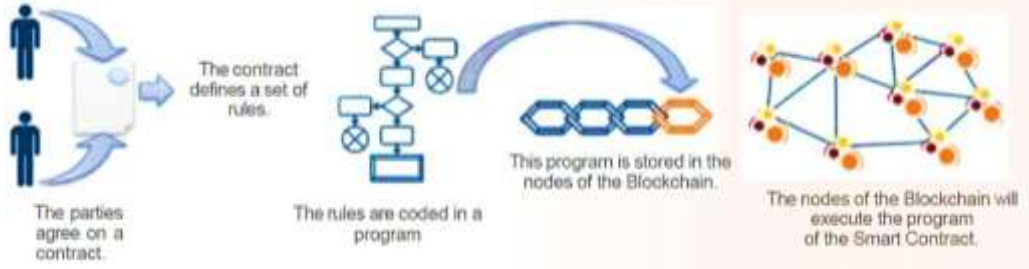 The parties
agree on a
contract.
The contract
defines a set of
rules.
The rules are coded in a
program
This program is stored in the
nodes of the Blockchain.
The nodes of the Blockchain will
execute the program
of the Smart Contract.